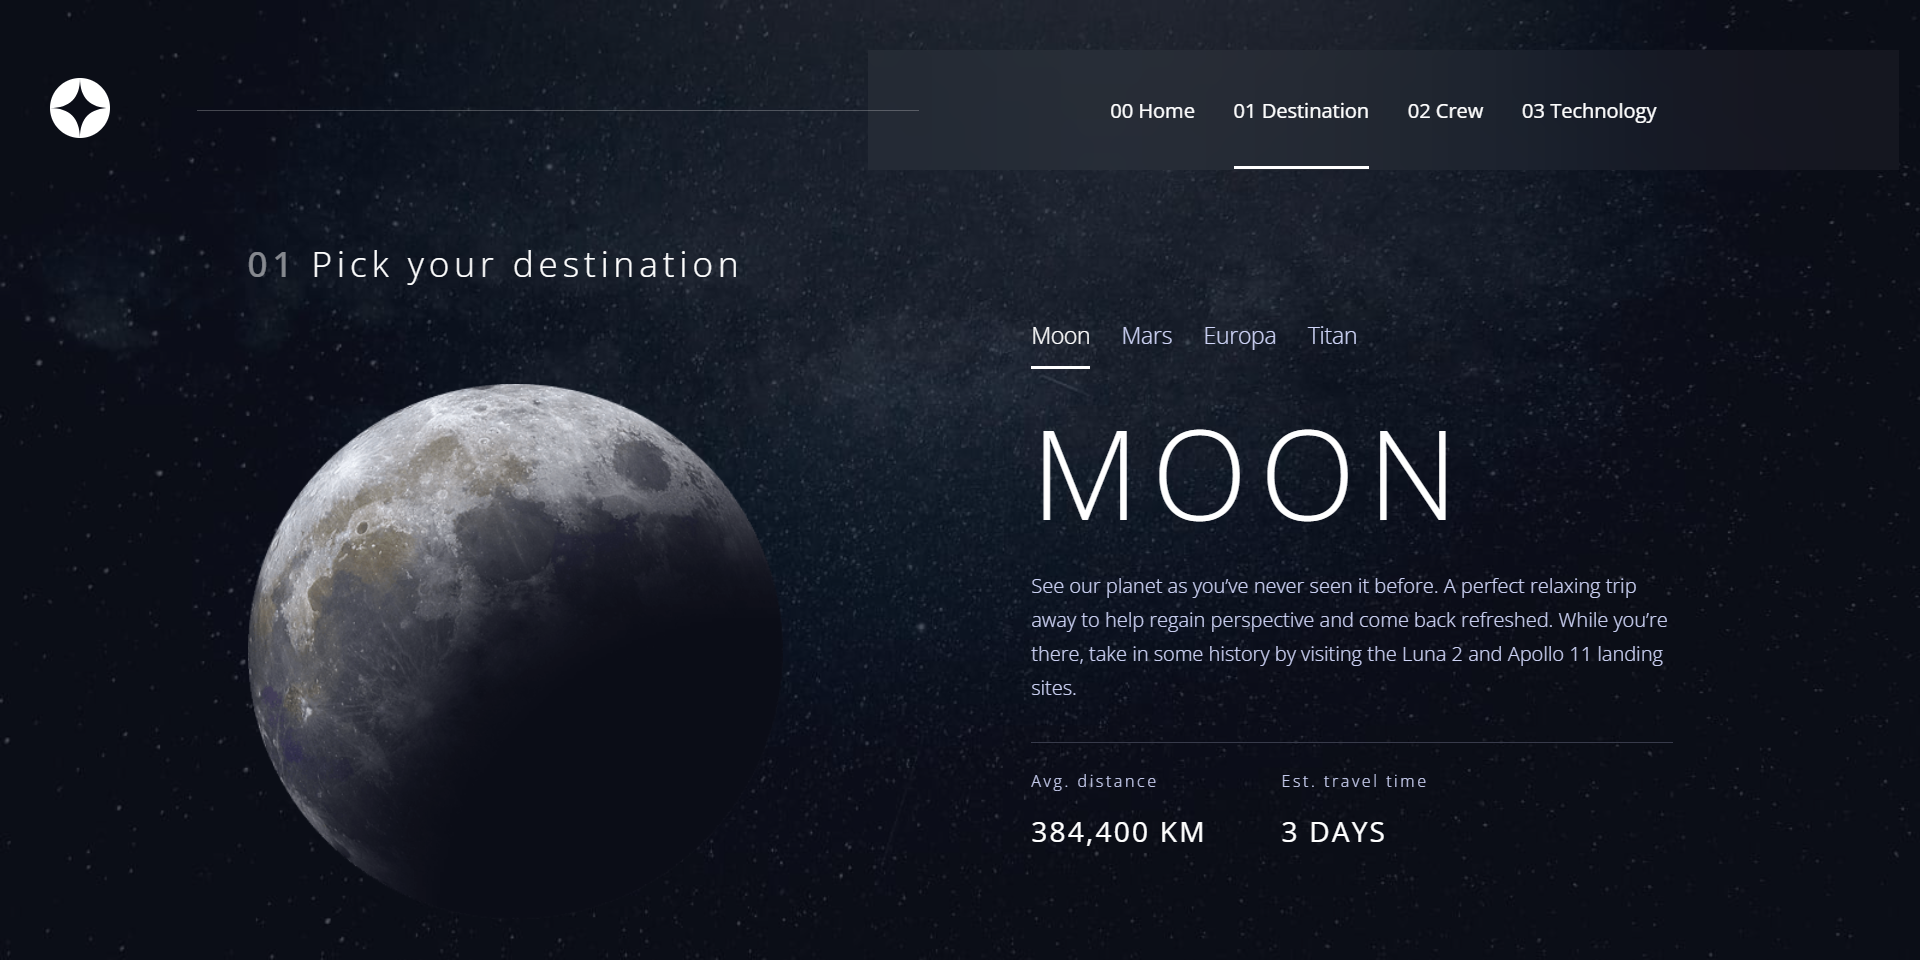 00 Home 01 Destination 02 Crew 03 Technology
01 Pick your destination
Moon Mars Europa Titan
MOON
See our planet as you’ve never seen it before. A perfect relaxing trip
away to help regain perspective and come back refreshed. While you’re
there, take in some history by visiting the Luna 2 and Apollo 11 landing
sites.
Avg. distance Est. travel time
384,400 KM 3 DAYS